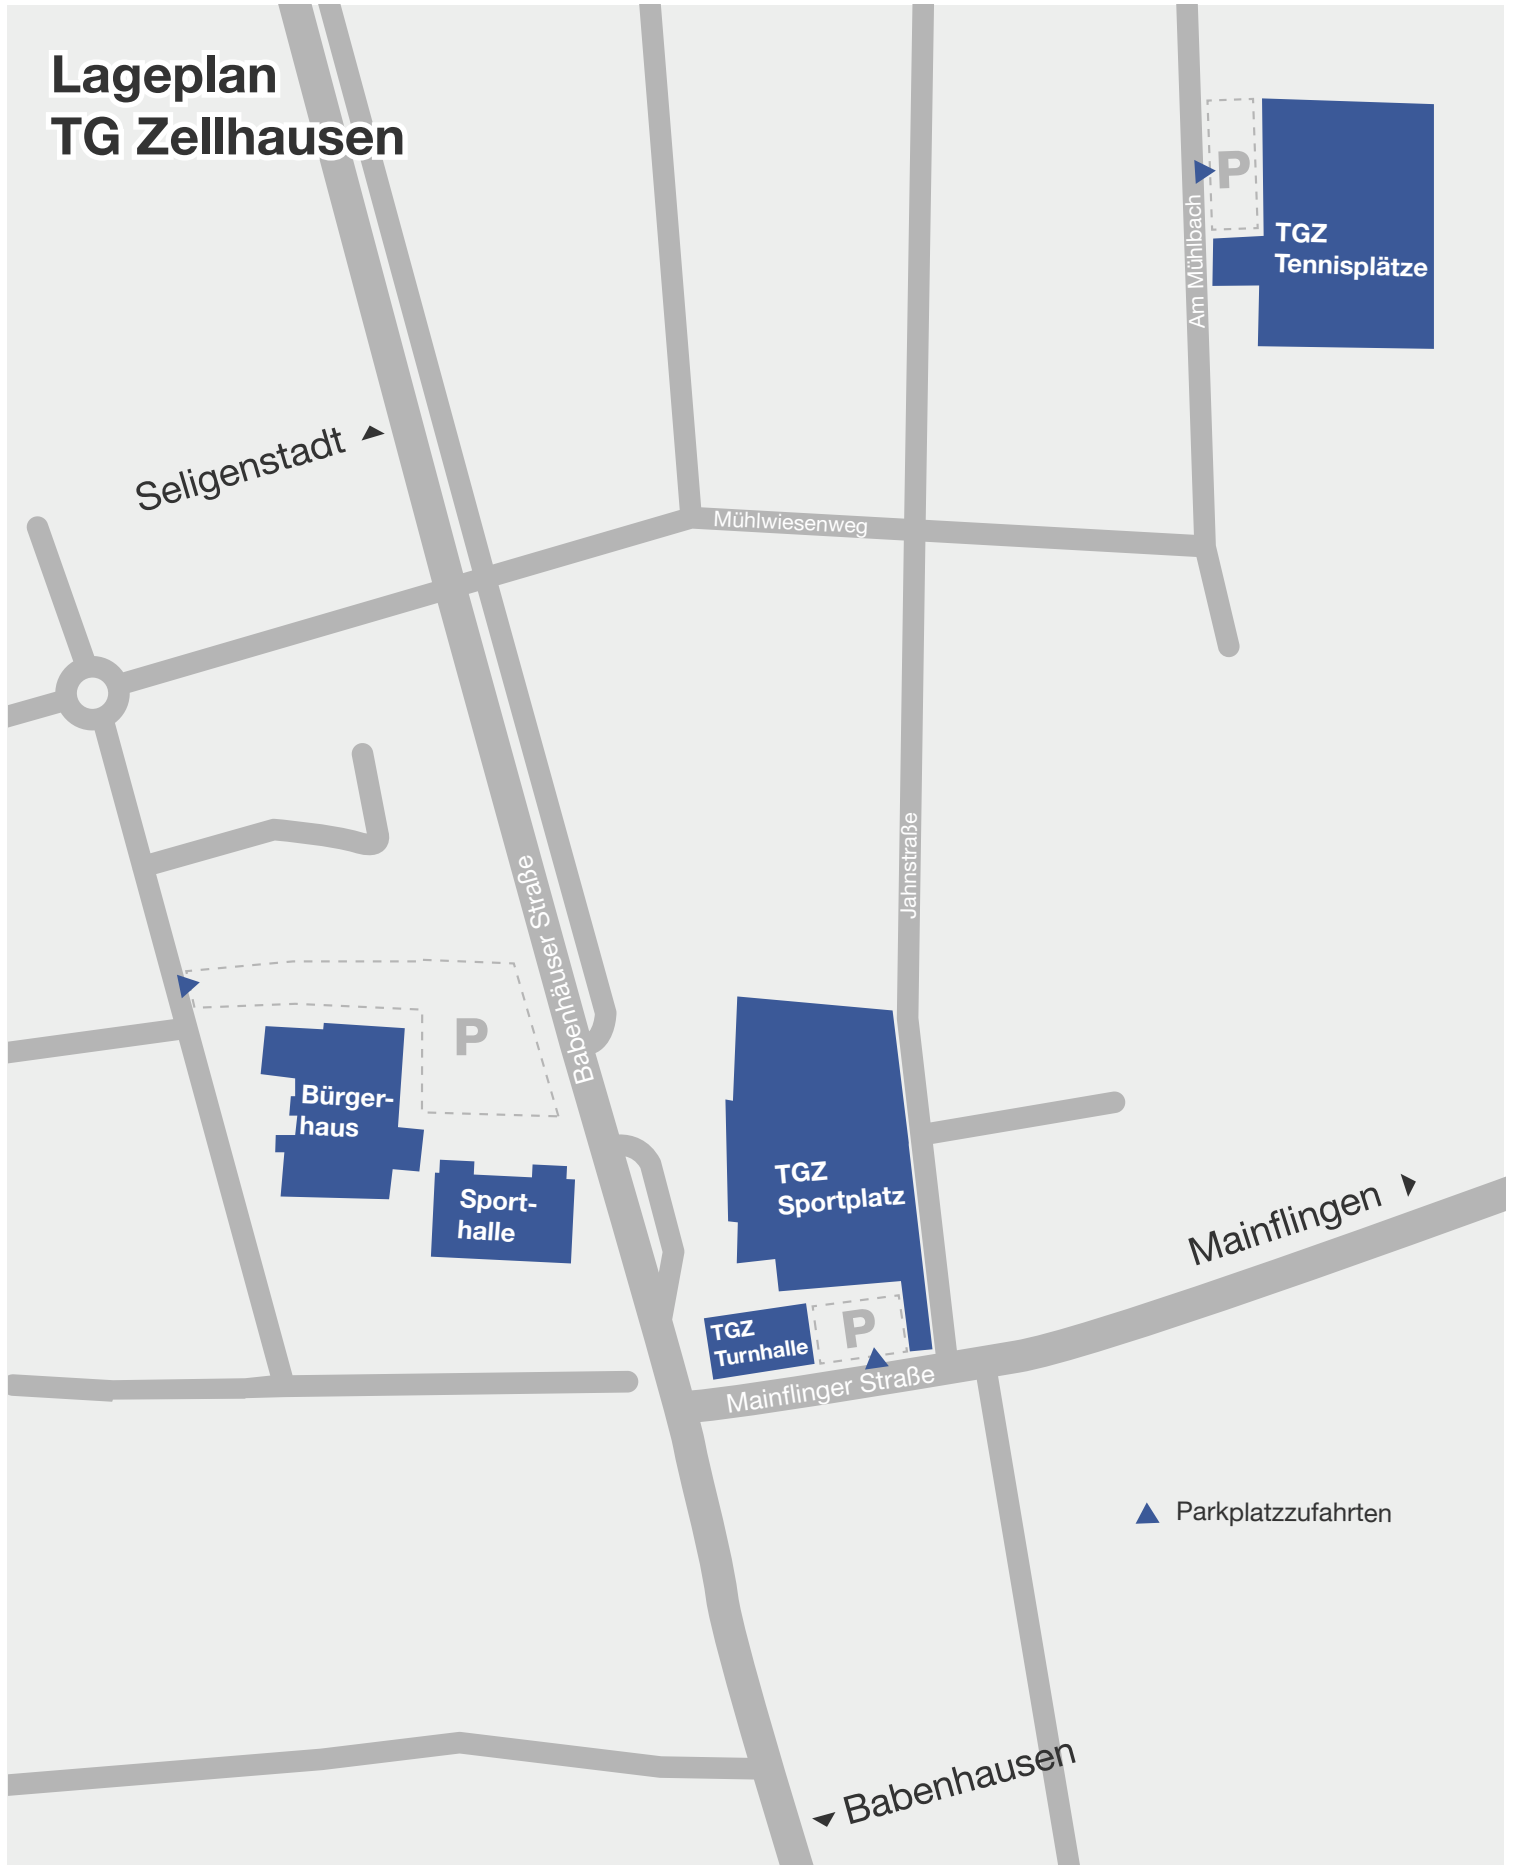 Lageplan
TG Zellhausen
P
TGZ
Tennisplätze
Am Mühlbach
Seligenstadt
Mühlwiesenweg
Jahnstraße
Babenhäuser Straße
P
Bürger-
haus
Sport-
halle
TGZ
Sportplatz
Mainflingen
TGZ
Turnhalle
P
Mainflinger Straße
Parkplatzzufahrten
Babenhausen